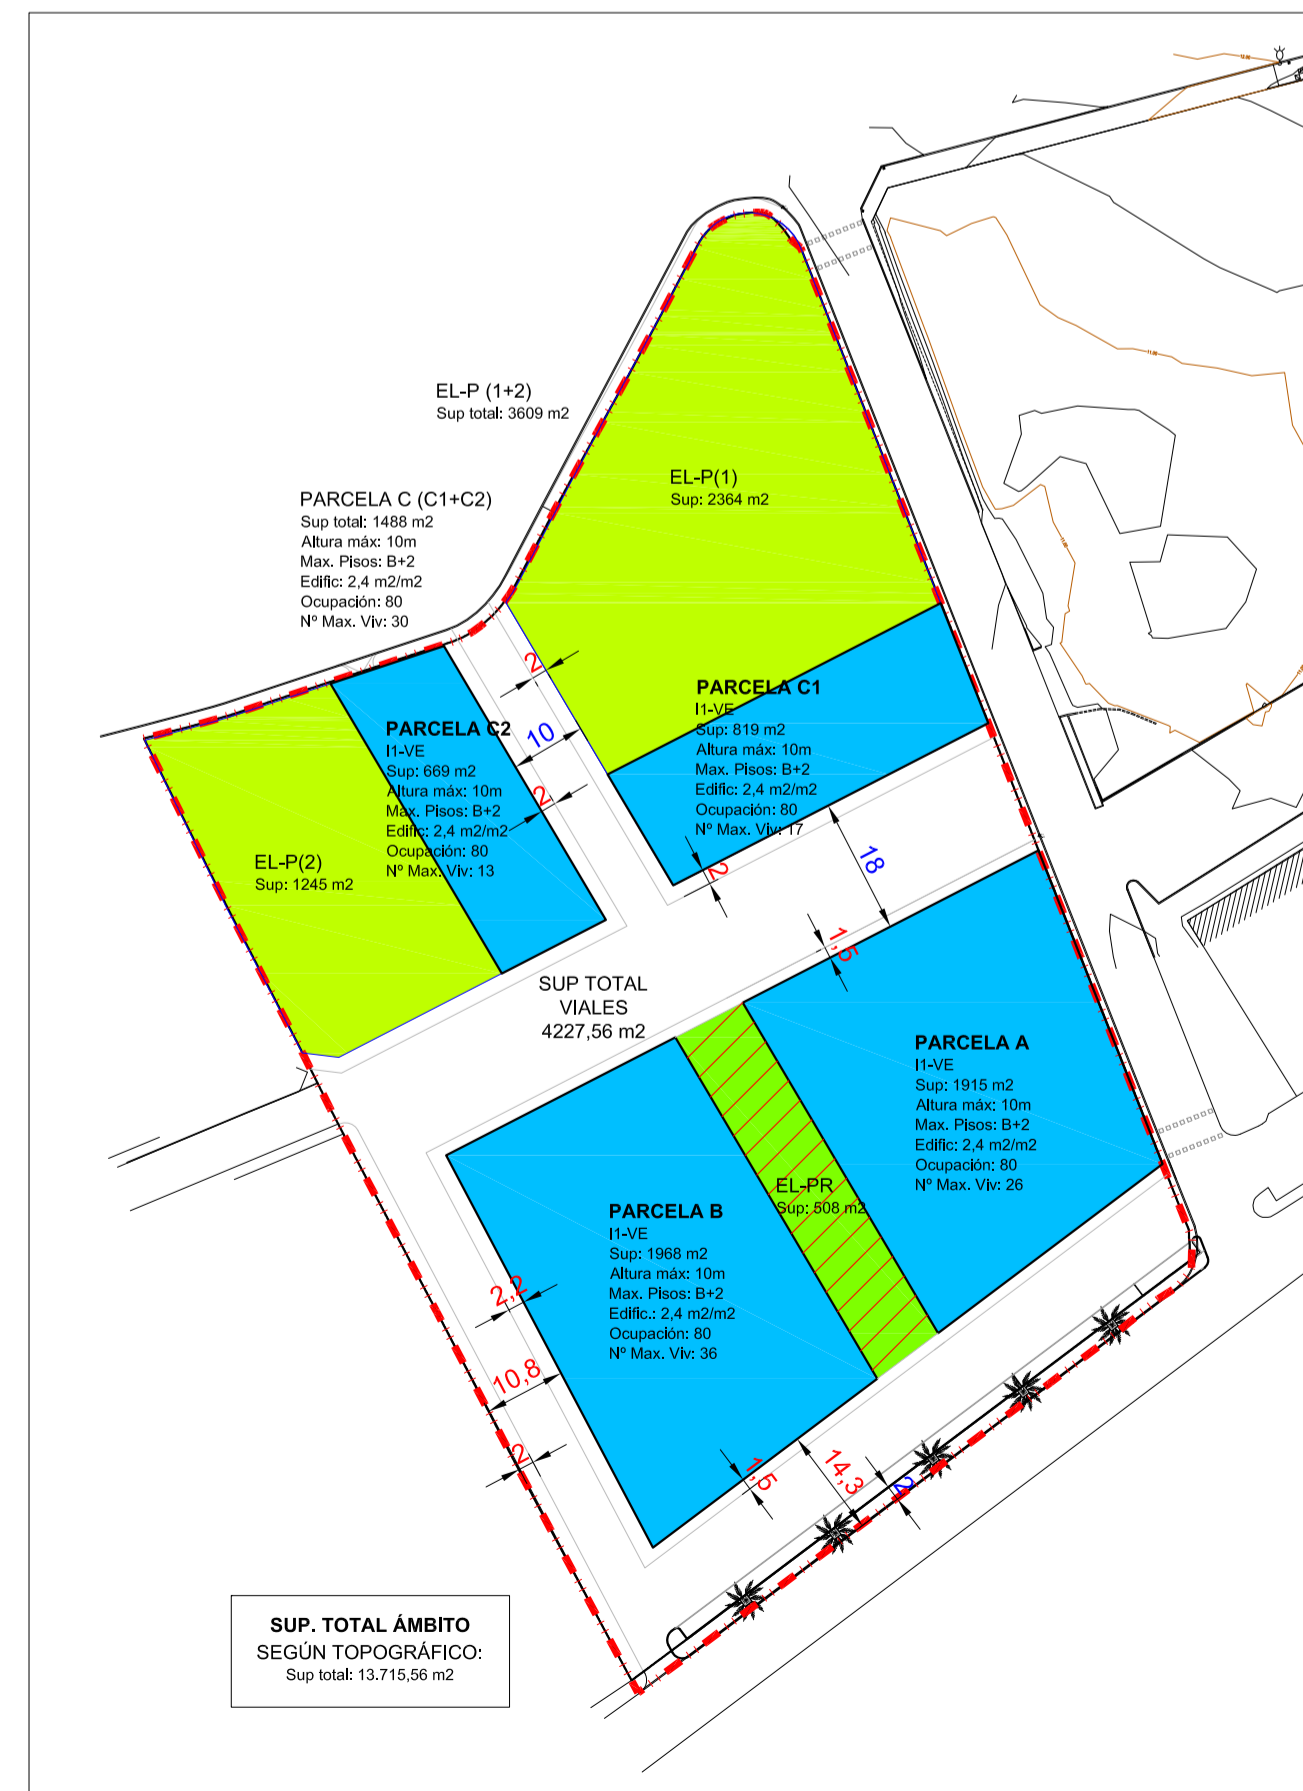 EL-P (1+2)
Sup total: 3609 m2
EL-P(1)
Sup: 2364 m2
PARCELA C (C1+C2)
Sup total: 1488 m2
Altura máx: 10m
Max. Pisos: B+2
Edific: 2,4 m2/m2
Ocupación: 80
Nº Max. Viv: 30
2
10
2
PARCELA C1
I1-VE
Sup: 819 m2
Altura máx: 10m
Max. Pisos: B+2
Edific: 2,4 m2/m2
Ocupación: 80
Nº Max. Viv: 17
PARCELA C2
I1-VE
Sup: 669 m2
Altura máx: 10m
Max. Pisos: B+2
Edific: 2,4 m2/m2
Ocupación: 80
Nº Max. Viv: 13
EL-P(2)
Sup: 1245 m2
2
18
1,5
SUP TOTAL
VIALES
4227,56 m2
PARCELA A
I1-VE
Sup: 1915 m2
Altura máx: 10m
Max. Pisos: B+2
Edific: 2,4 m2/m2
Ocupación: 80
Nº Max. Viv: 26
EL-PR
Sup: 508 m2
PARCELA B
I1-VE
Sup: 1968 m2
Altura máx: 10m
Max. Pisos: B+2
Edific.: 2,4 m2/m2
Ocupación: 80
Nº Max. Viv: 36
2,2
10,8
2
1,5
14,3
2
SUP. TOTAL ÁMBITO
SEGÚN TOPOGRÁFICO:
Sup total: 13.715,56 m2